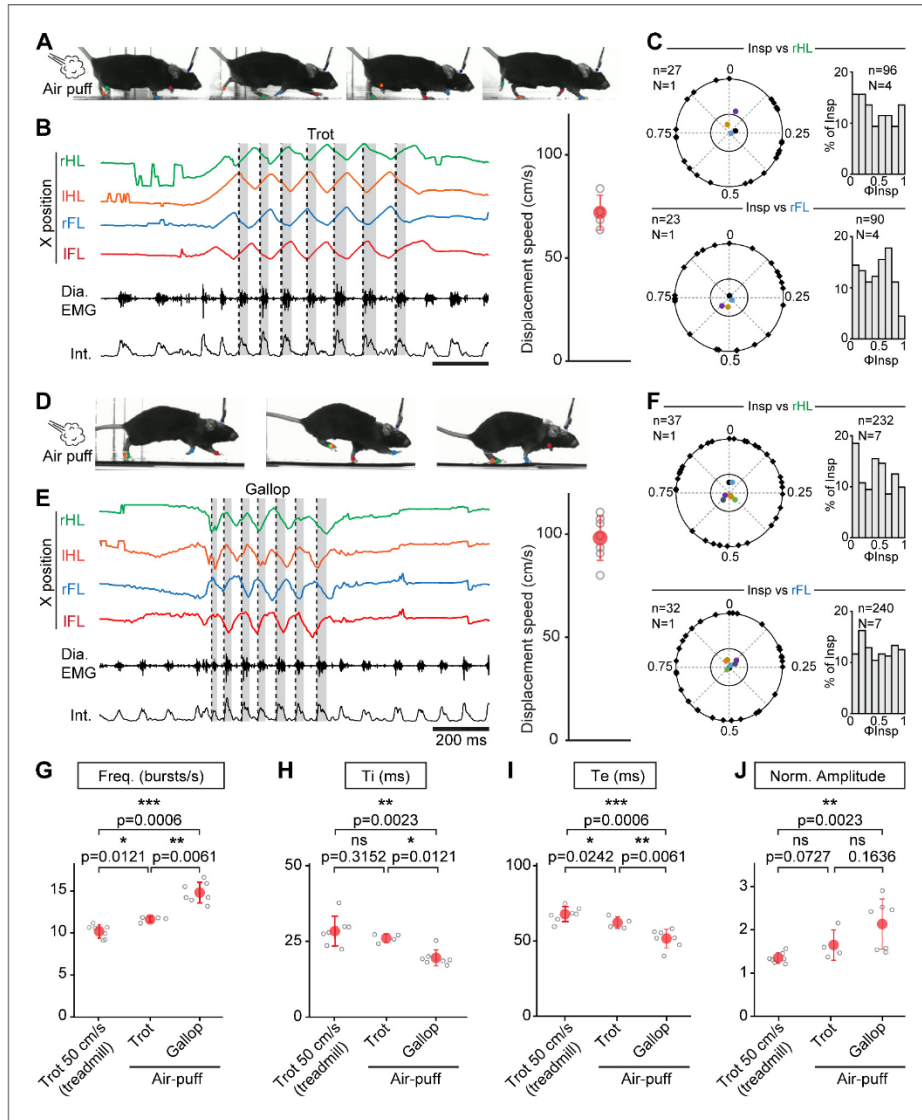 A
Air puff
B
Trot
rHL
lHL
rFL
lFL
X position
Dia.
EMG
Int.
Displacement speed (cm/s)
100
50
0
C
Insp vs rHL
n=27
N=1
0
0.25
0.5
0.75
n=96
N=4
% of Insp
20
10
0
0 0.5 1
ΦInsp
Insp vs rFL
n=23
N=1
0
0.25
0.5
0.75
n=90
N=4
% of Insp
20
10
0
0 0.5 1
ΦInsp
D
Air puff
E
Gallop
rHL
lHL
rFL
lFL
X position
Dia.
EMG
Int.
200 ms
Displacement speed (cm/s)
100
50
0
F
Insp vs rHL
n=37
N=1
0
0.25
0.5
0.75
n=232
N=7
% of Insp
20
10
0
0 0.5 1
ΦInsp
Insp vs rFL
n=32
N=1
0
0.25
0.5
0.75
n=240
N=7
% of Insp
20
10
0
0 0.5 1
ΦInsp
G
Freq. (bursts/s)
***
p=0.0006
* **
p=0.0121 p=0.0061
15
10
5
0
Trot 50 cm/s
(treadmill)
Trot
Gallop
Air-puff
H
Ti (ms)
**
p=0.0023
ns *
p=0.3152 p=0.0121
50
25
0
Trot 50 cm/s
(treadmill)
Trot
Gallop
Air-puff
I
Te (ms)
***
p=0.0006
* **
p=0.0242 p=0.0061
100
50
0
Trot 50 cm/s
(treadmill)
Trot
Gallop
Air-puff
J
Norm. Amplitude
**
p=0.0023
ns ns
p=0.0727 0.1636
3
2
1
0
Trot 50 cm/s
(treadmill)
Trot
Gallop
Air-puff